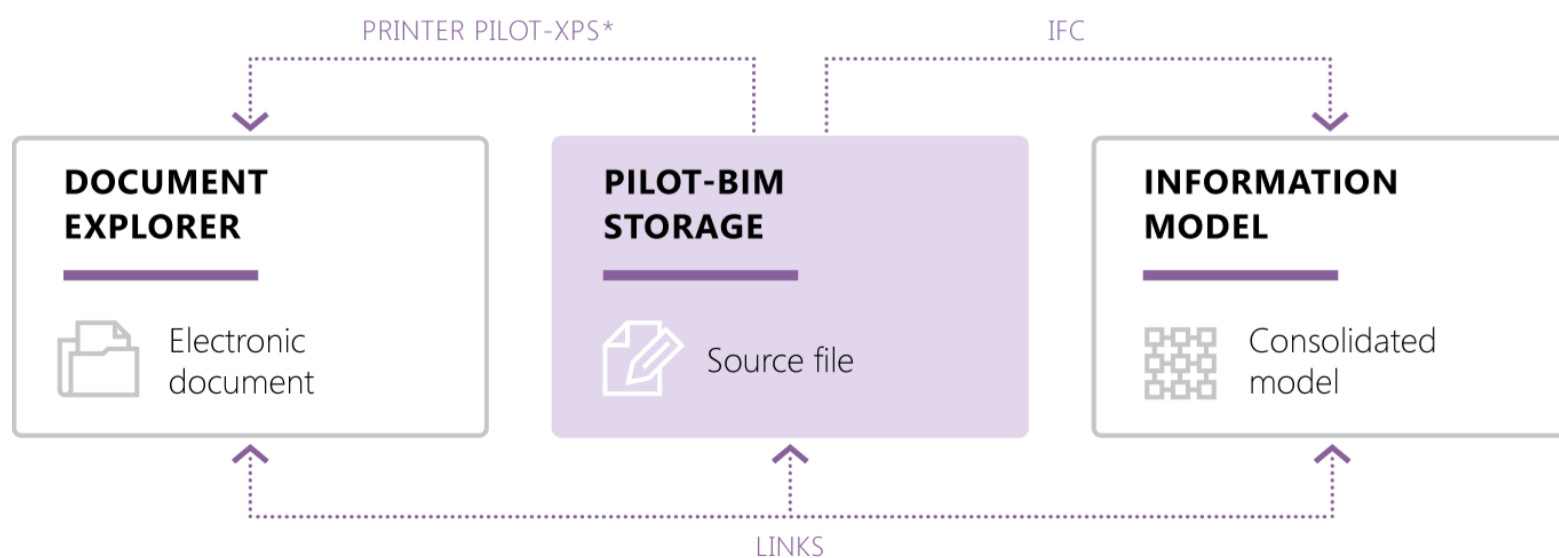 PRINTER PILOT-XPS*
IFC
DOCUMENT
EXPLORER
Electronic
document
PILOT-BIM
STORAGE
Source file
INFORMATION
MODEL
Consolidated
model
LINKS